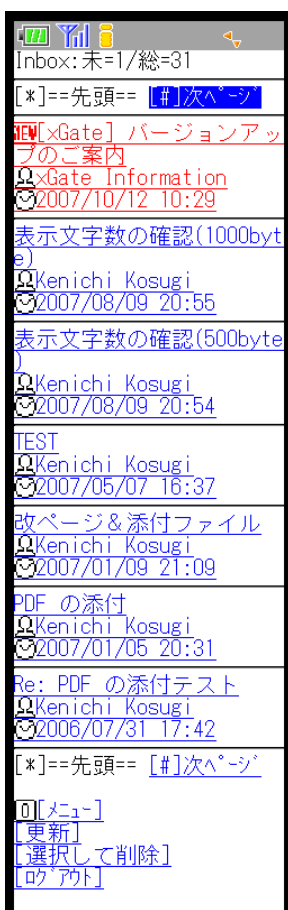 Inbox:未=1/総=31
[*]==先頭== [#]次ﾍﾟｰｼﾞ
NEW[xGate] バージョンアッ
プのご案内
xGate Information
2007/10/12 10:29
表示文字数の確認(1000byt
e)
Kenichi Kosugi
2007/08/09 20:55
表示文字数の確認(500byte
)
Kenichi Kosugi
2007/08/09 20:54
TEST
Kenichi Kosugi
2007/05/07 16:37
改ページ＆添付ファイル
Kenichi Kosugi
2007/01/09 21:09
PDF の添付
Kenichi Kosugi
2007/01/05 20:31
Re: PDF の添付テスト
Kenichi Kosugi
2006/07/31 17:42
[*]==先頭== [#]次ﾍﾟｰｼﾞ
0[ﾒﾆｭｰ]
[更新]
[選択して削除]
[ﾛｸﾞｱｳﾄ]